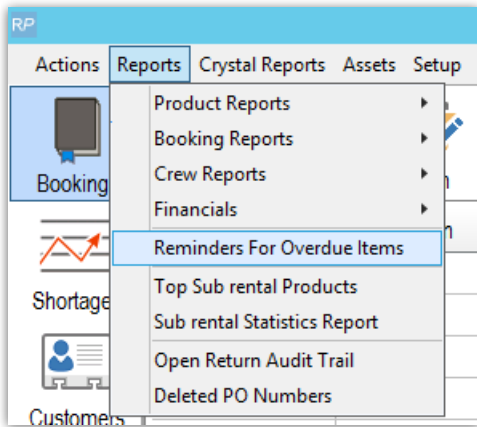 RP
Actions Reports Crystal Reports Assets Setup
Product Reports
Booking Reports
Crew Reports
Financials
Reminders For Overdue Items
Top Sub rental Products
Sub rental Statistics Report
Open Return Audit Trail
Deleted PO Numbers
Booking
Shortage
Customers